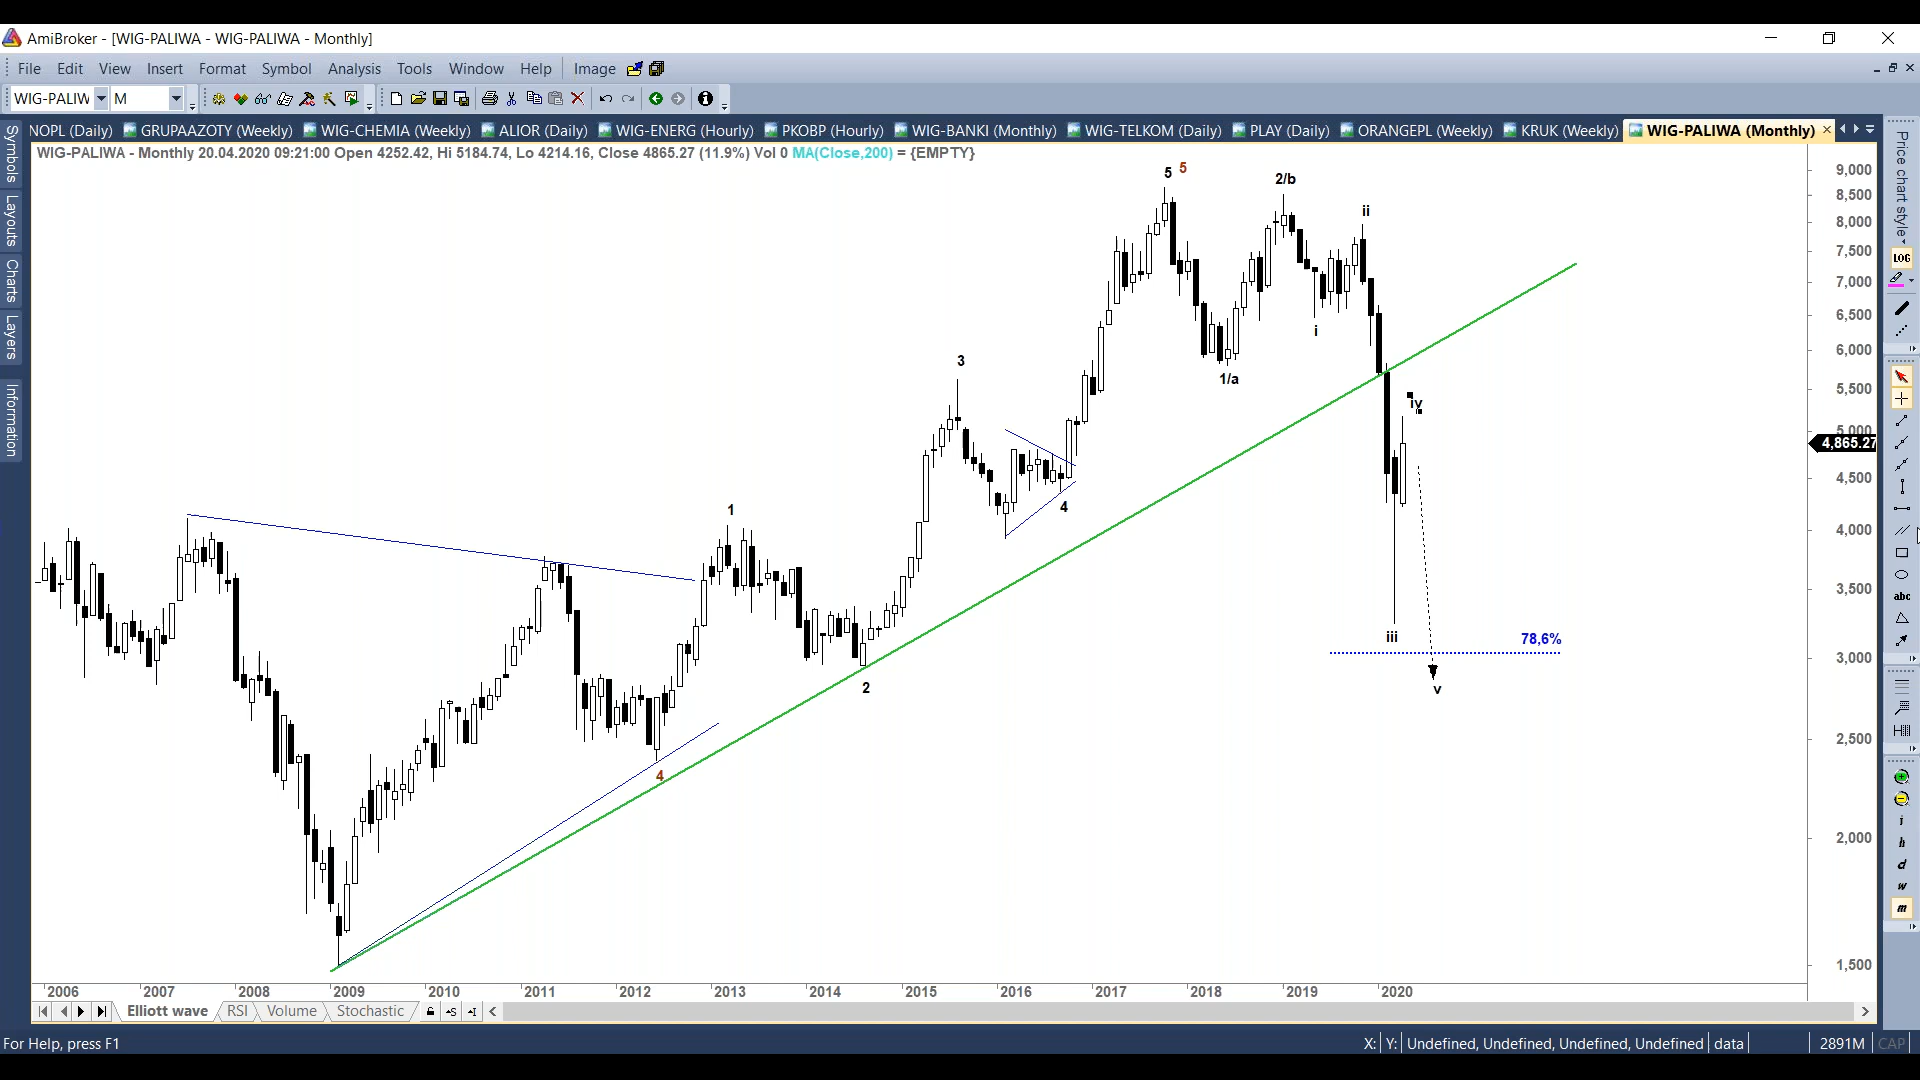 AmiBroker - [WIG-PALIWA - WIG-PALIWA - Monthly]
File Edit View Insert Format Symbol Analysis Tools Window Help Image
WIG-PALIW M
NOPL (Daily) GRUPAAZOTY (Weekly) WIG-CHEMIA (Weekly) ALIOR (Daily) WIG-ENERG (Hourly) PKOBP (Hourly) WIG-BANKI (Monthly) WIG-TELKOM (Daily) PLAY (Daily) ORANGEPL (Weekly) KRUK (Weekly) WIG-PALIWA (Monthly)
WIG-PALIWA - Monthly 20.04.2020 09:21:00 Open 4252.42, Hi 5184.74, Lo 4214.16, Close 4865.27 (11.9%) Vol 0 MA(Close,200) = {EMPTY}
Symbols
Layouts
Charts
Layers
Information
5 5
2/b
ii
i
1/a
3
iv
1
4
iii
78,6%
2
v
4
9,000
8,500
8,000
7,500
7,000
6,500
6,000
5,500
5,000
4,865.27
4,500
4,000
3,500
3,000
2,500
2,000
1,500
Price chart style
LOG
abc
i
h
d
w
m
2006 2007 2008 2009 2010 2011 2012 2013 2014 2015 2016 2017 2018 2019 2020
Elliott wave RSI Volume Stochastic
For Help, press F1
X: Y: Undefined, Undefined, Undefined, Undefined data 2891M CAP